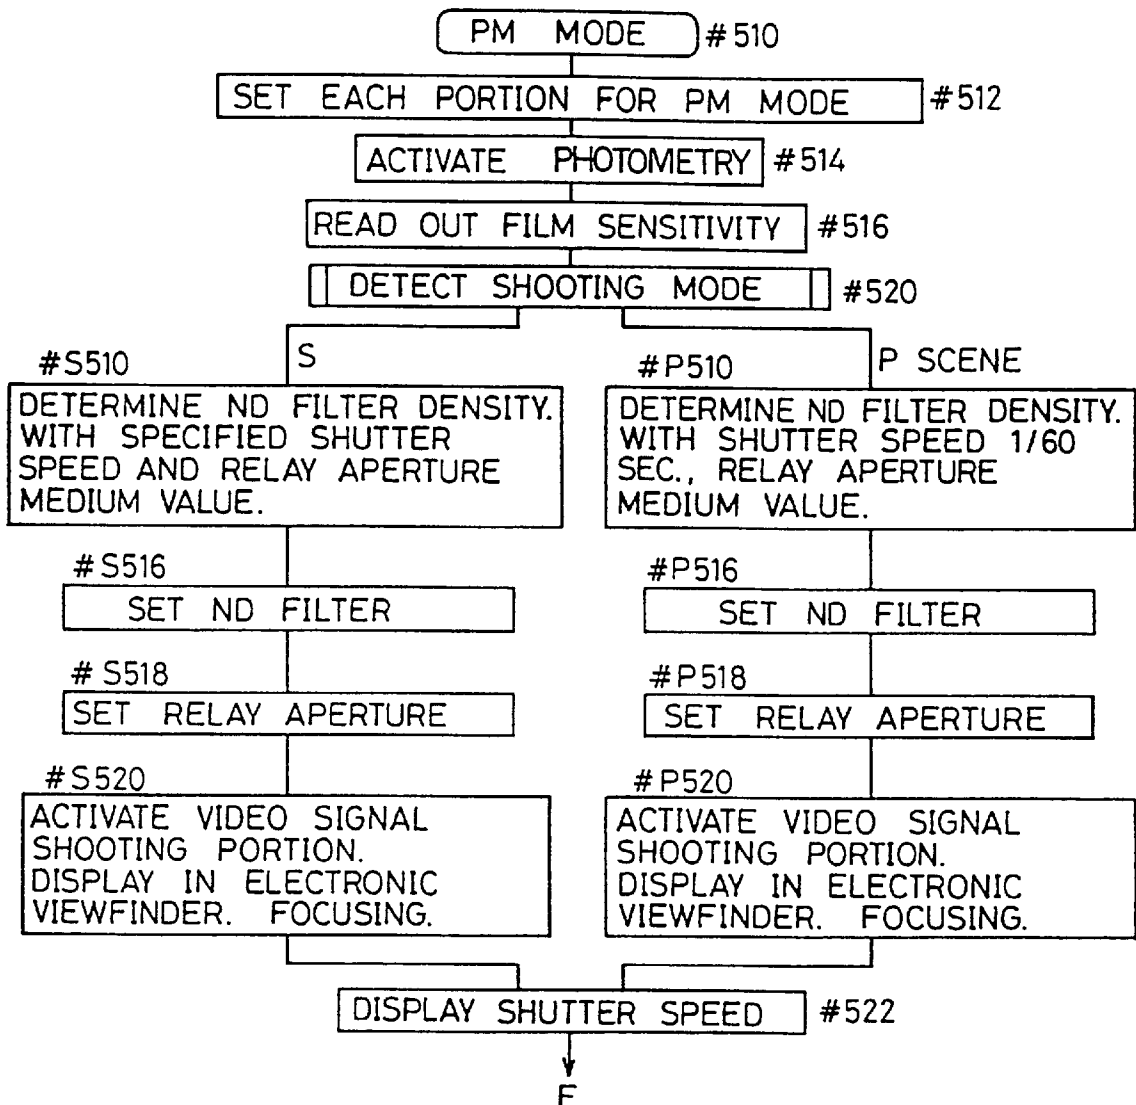 PM MODE #510
SET EACH PORTION FOR PM MODE #512
ACTIVATE PHOTOMETRY #514
READ OUT FILM SENSITIVITY #516
DETECT SHOOTING MODE #520
S
#S510
DETERMINE ND FILTER DENSITY.
WITH SPECIFIED SHUTTER
SPEED AND RELAY APERTURE
MEDIUM VALUE.
#S516
SET ND FILTER
#S518
SET RELAY APERTURE
#S520
ACTIVATE VIDEO SIGNAL
SHOOTING PORTION.
DISPLAY IN ELECTRONIC
VIEWFINDER. FOCUSING.
P SCENE
#P510
DETERMINE ND FILTER DENSITY.
WITH SHUTTER SPEED 1/60
SEC., RELAY APERTURE
MEDIUM VALUE.
#P516
SET ND FILTER
#P518
SET RELAY APERTURE
#P520
ACTIVATE VIDEO SIGNAL
SHOOTING PORTION.
DISPLAY IN ELECTRONIC
VIEWFINDER. FOCUSING.
DISPLAY SHUTTER SPEED #522